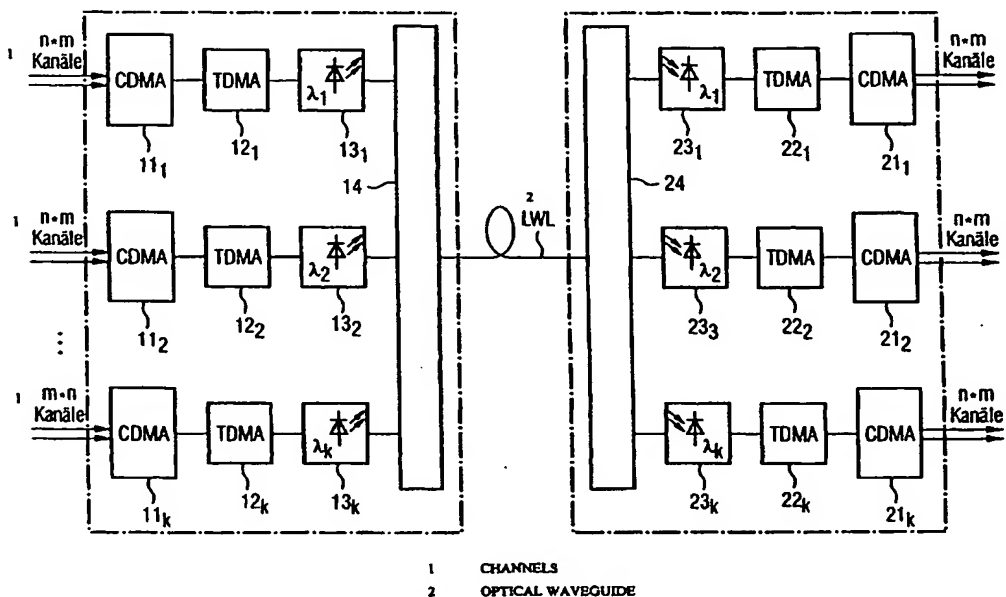 1 n*m Kanäle
CDMA TDMA λ1
11₁ 12₁ 13₁
14
1 n*m Kanäle
CDMA TDMA λ2
11₂ 12₂ 13₂
1 m*n Kanäle
CDMA TDMA λk
11k 12k 13k
2
LWL
n*m Kanäle
λ1 TDMA CDMA
23₁ 22₁ 21₁
24
n*m Kanäle
λ2 TDMA CDMA
23₃ 22₂ 21₂
n*m Kanäle
λk TDMA CDMA
23k 22k 21k
1 CHANNELS
2 OPTICAL WAVEGUIDE